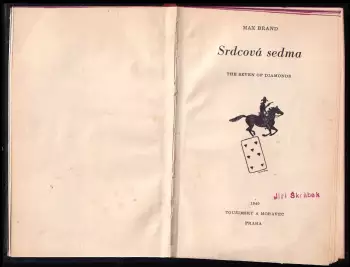 MAX BRAND
Srdcová sedma
THE SEVEN OF DIAMONDS
Jiří Škrábek
1940
TOUŽIMSKÝ & MORAVEC
PRAHA